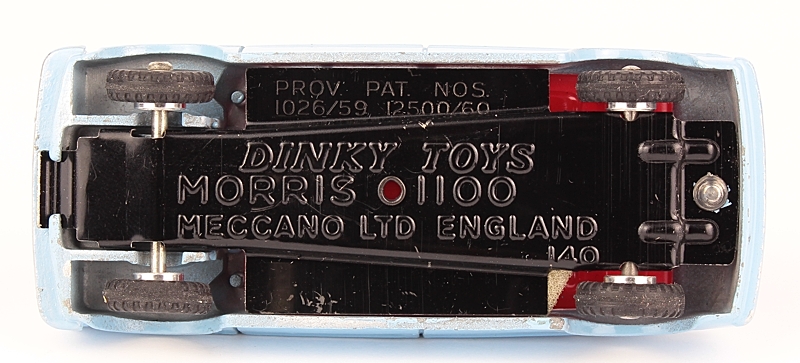 PROV. PAT. NOS.
1026/59 12500/60
DINKY TOYS
MORRIS 1100
MECCANO LTD ENGLAND
140